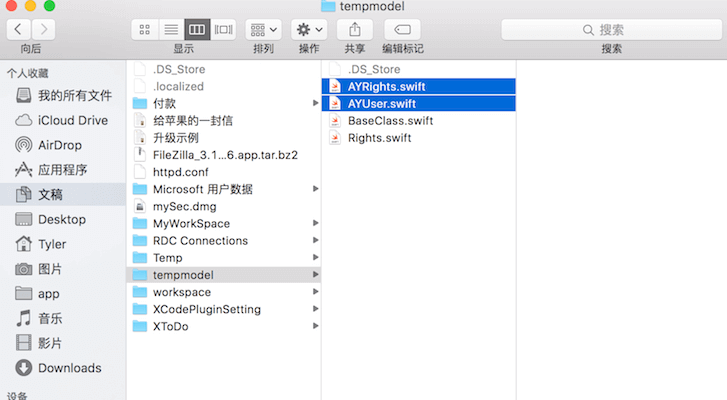 tempmodel
向后
显示
排列
操作
共享
编辑标记
搜索
搜索
个人收藏
我的所有文件
iCloud Drive
AirDrop
应用程序
文稿
Desktop
Tyler
图片
app
音乐
影片
Downloads
设备
.DS_Store
.localized
付款
给苹果的一封信
升级示例
FileZilla_3.1...6.app.tar.bz2
httpd.conf
Microsoft 用户数据
mySec.dmg
MyWorkSpace
RDC Connections
Temp
tempmodel
workspace
XCodePluginSetting
XToDo
.DS_Store
AYRights.swift
AYUser.swift
BaseClass.swift
Rights.swift